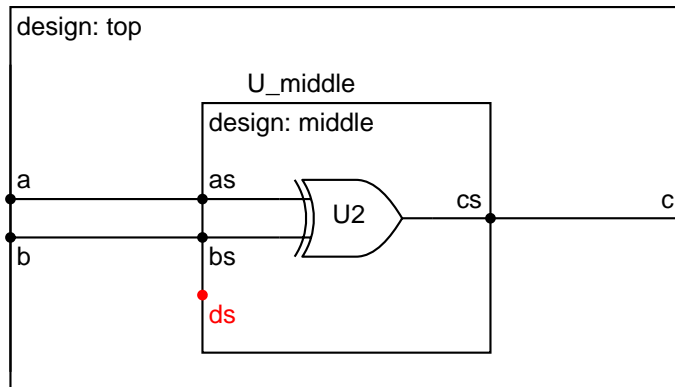 design: top
U_middle
design: middle
a
as
U2
cs
c
b
bs
ds